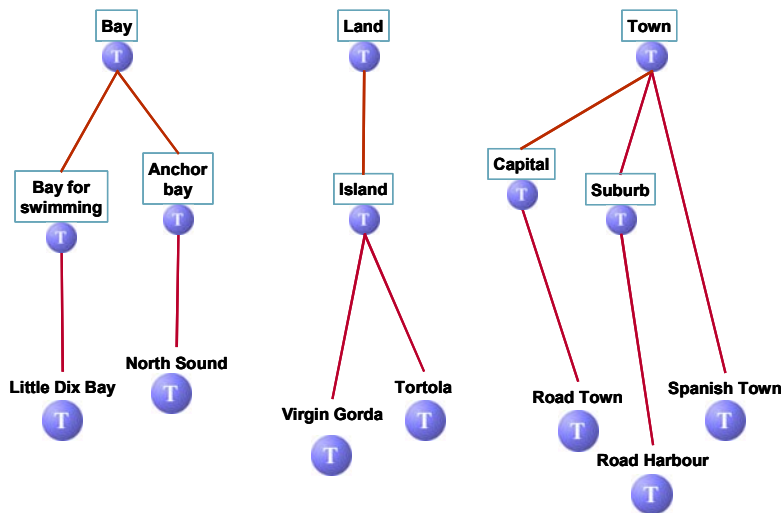 Bay
T
Land
T
Town
T
Bay for
swimming
T
Anchor
bay
T
Island
T
Capital
T
Suburb
T
Little Dix Bay
T
North Sound
T
Virgin Gorda
T
Tortola
T
Road Town
T
Road Harbour
T
Spanish Town
T